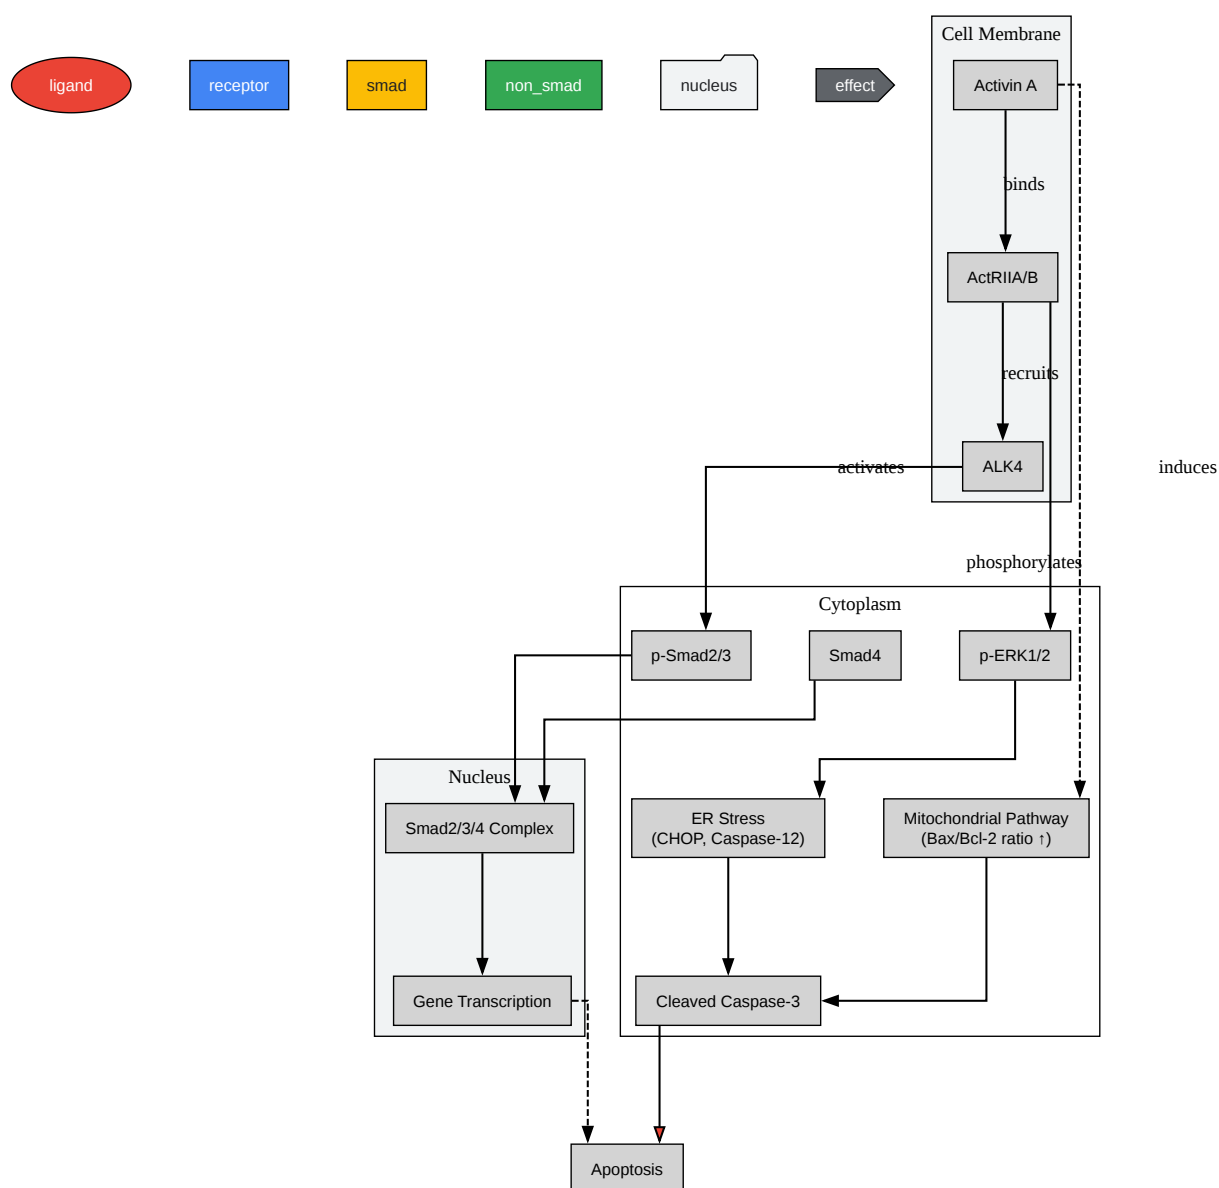 Cell Membrane
ligand
receptor
smad
non_smad
nucleus
effect
Activin A
binds
ActRIIA/B
recruits
activates
ALK4
induces
phosphorylates
Cytoplasm
p-Smad2/3
Smad4
p-ERK1/2
Nucleus
Smad2/3/4 Complex
ER Stress
(CHOP, Caspase-12)
Mitochondrial Pathway
(Bax/Bcl-2 ratio ↑)
Gene Transcription
Cleaved Caspase-3
Apoptosis